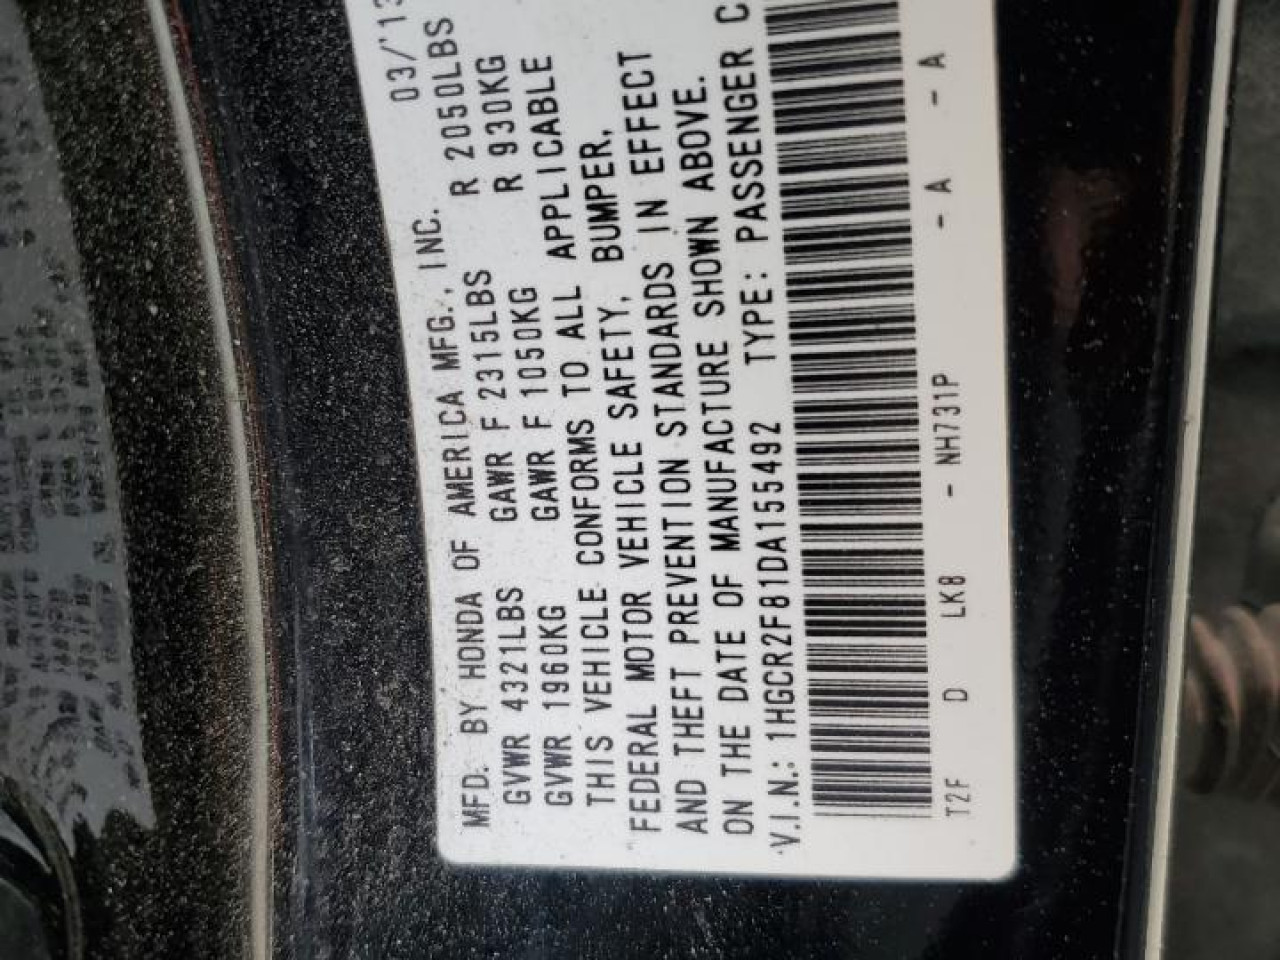 MFD. BY HONDA OF AMERICA MFG., INC. 03/'13
GVWR 4321LBS GAWR F 2315LBS R 2050LBS
GVWR 1960KG GAWR F 1050KG R 930KG
THIS VEHICLE CONFORMS TO ALL APPLICABLE
FEDERAL MOTOR VEHICLE SAFETY, BUMPER,
AND THEFT PREVENTION STANDARDS IN EFFECT
ON THE DATE OF MANUFACTURE SHOWN ABOVE.
V.I.N.: 1HGCR2F81DA155492 TYPE: PASSENGER C
T2F D LK8 - NH731P - A - A